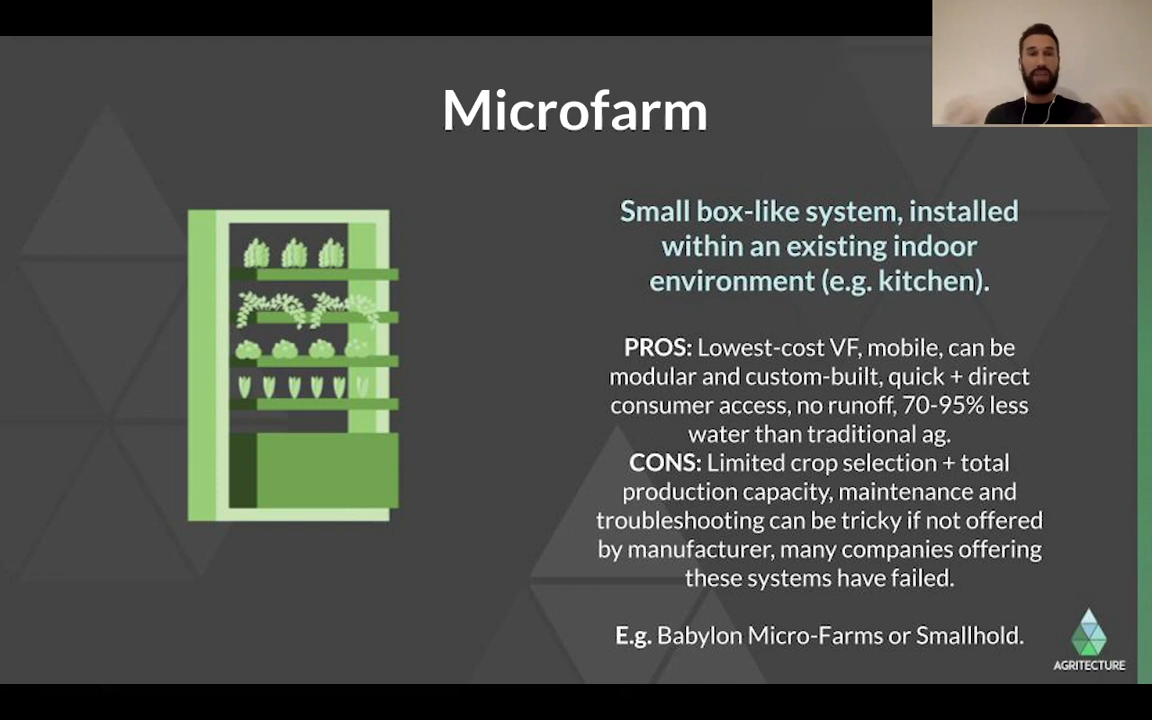 Microfarm
Small box-like system, installed
within an existing indoor
environment (e.g. kitchen).
PROS: Lowest-cost VF, mobile, can be
modular and custom-built, quick + direct
consumer access, no runoff, 70-95% less
water than traditional ag.
CONS: Limited crop selection + total
production capacity, maintenance and
troubleshooting can be tricky if not offered
by manufacturer, many companies offering
these systems have failed.
E.g. Babylon Micro-Farms or Smallhold.
AGRITECTURE